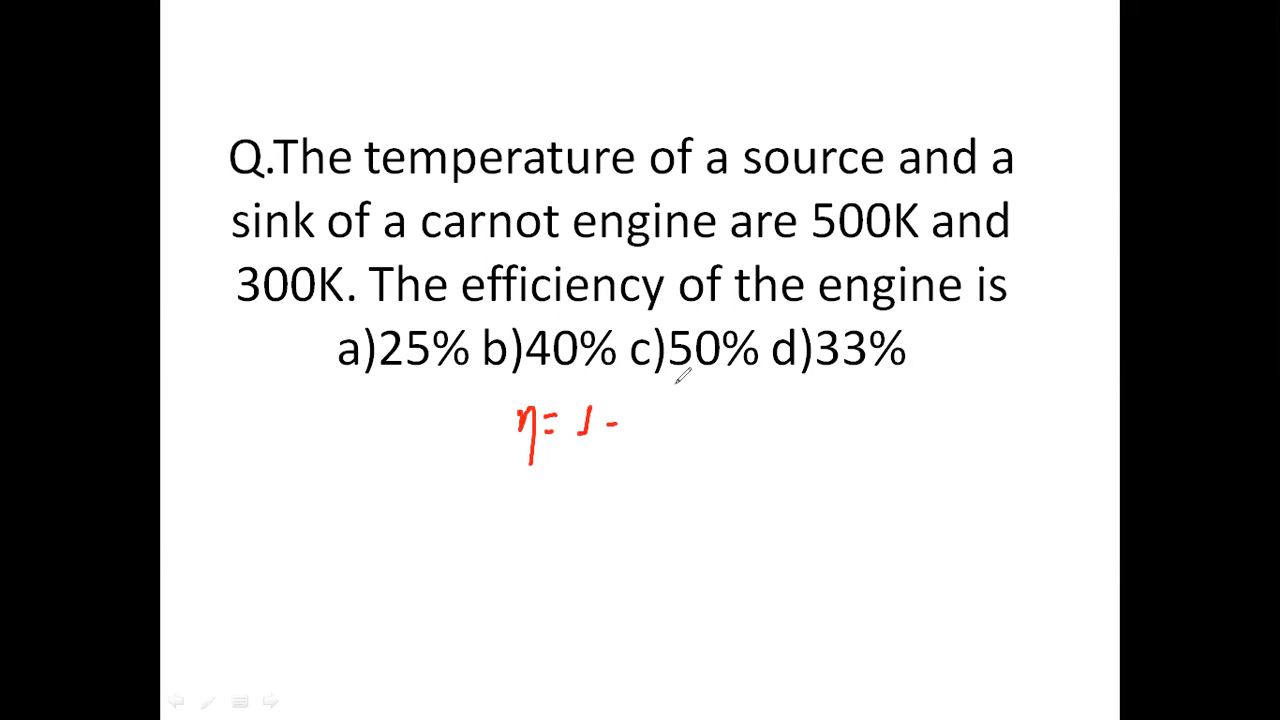 Q.The temperature of a source and a
sink of a carnot engine are 500K and
300K. The efficiency of the engine is
a)25% b)40% c)50% d)33%
η= 1 -